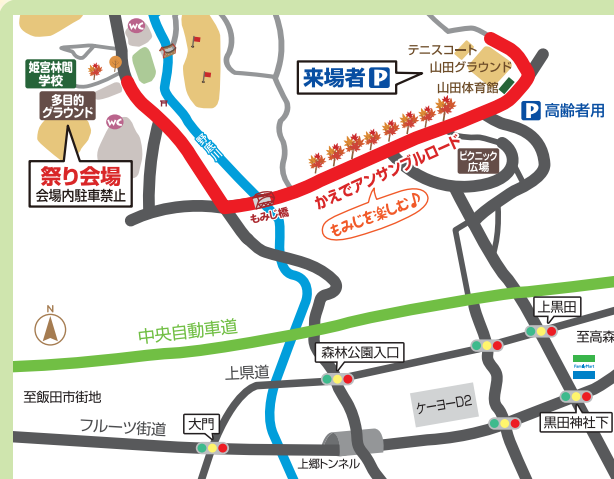 WC
姫宮林間
学校
多目的
グラウンド
WC
祭り会場
会場内駐車禁止
野底川
もみじ橋
来場者 P
テニスコート
山田グラウンド
山田体育館
P 高齢者用
ピクニック
広場
かえでアンサンブルロード
もみじを楽しむ♪
N
中央自動車道
上黒田
至高森
上県道
森林公園入口
FamilyMart
至飯田市街地
ケーヨーD2
フルーツ街道
大門
黒田神社下
上郷トンネル